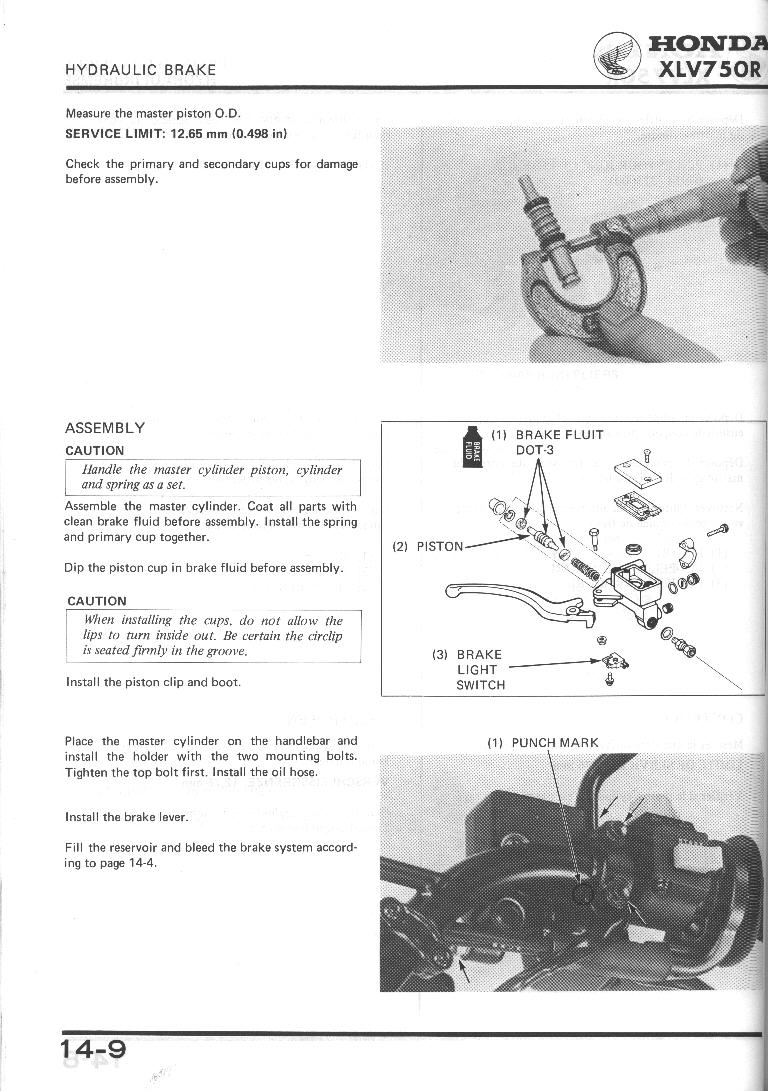 HYDRAULIC BRAKE
HONDA
XLV750R
Measure the master piston O.D.
SERVICE LIMIT: 12.65 mm (0.498 in)
Check the primary and secondary cups for damage
before assembly.
ASSEMBLY
CAUTION
Handle the master cylinder piston, cylinder
and spring as a set.
Assemble the master cylinder. Coat all parts with
clean brake fluid before assembly. Install the spring
and primary cup together.
Dip the piston cup in brake fluid before assembly.
CAUTION
When installing the cups, do not allow the
lips to turn inside out. Be certain the circlip
is seated firmly in the groove.
Install the piston clip and boot.
BRAKE
FLUID
(1) BRAKE FLUIT
DOT-3
(2) PISTON
(3) BRAKE
LIGHT
SWITCH
Place the master cylinder on the handlebar and
install the holder with the two mounting bolts.
Tighten the top bolt first. Install the oil hose.
Install the brake lever.
Fill the reservoir and bleed the brake system accord-
ing to page 14-4.
(1) PUNCH MARK
14-9